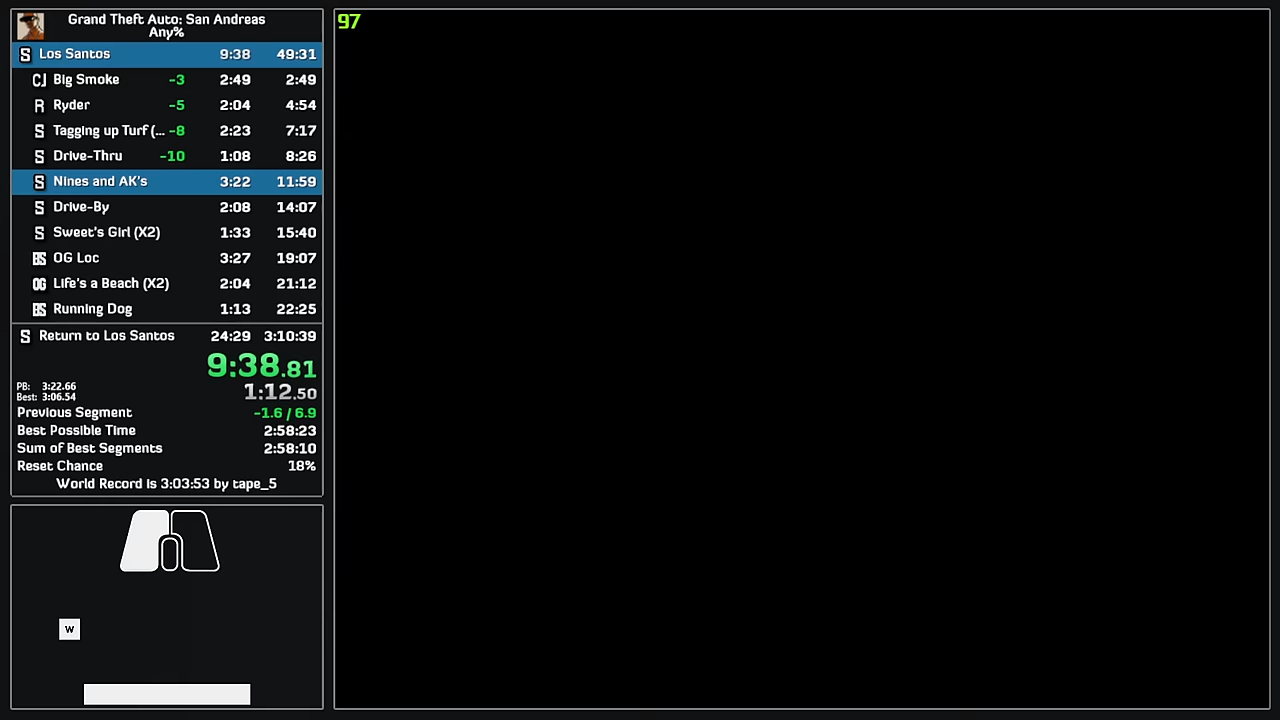 Grand Theft Auto: San Andreas
Any%
97
S Los Santos 9:38 49:31
CJ Big Smoke -3 2:49 2:49
R Ryder -5 2:04 4:54
S Tagging up Turf (... -8 2:23 7:17
S Drive-Thru -10 1:08 8:26
S Nines and AK's 3:22 11:59
S Drive-By 2:08 14:07
S Sweet's Girl (X2) 1:33 15:40
BS OG Loc 3:27 19:07
OG Life's a Beach (X2) 2:04 21:12
BS Running Dog 1:13 22:25
S Return to Los Santos 24:29 3:10:39
9:38.81
PB: 3:22.66
Best: 3:06.54
1:12.50
Previous Segment -1.6 / 6.9
Best Possible Time 2:58:23
Sum of Best Segments 2:58:10
Reset Chance 18%
World Record is 3:03:53 by tape_5
W